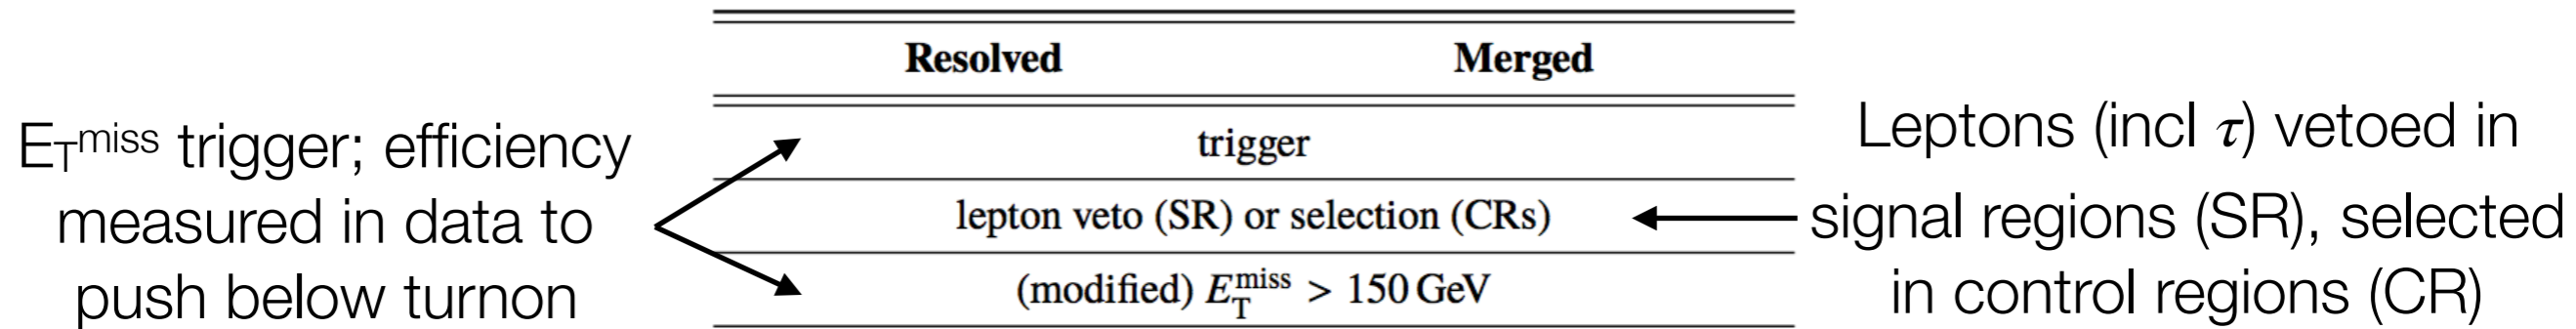 Resolved Merged
E_T^miss trigger; efficiency
measured in data to
push below turnon
trigger
lepton veto (SR) or selection (CRs)
(modified) E_T^miss > 150 GeV
Leptons (incl τ) vetoed in
signal regions (SR), selected
in control regions (CR)